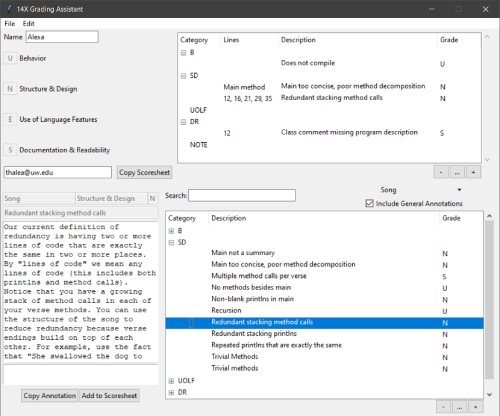 14X Grading Assistant
File Edit
Name Alexa
U Behavior
N Structure & Design
E Use of Language Features
S Documentation & Readability
thalea@uw.edu Copy Scoresheet
Category Lines Description Grade
B
Does not compile U
SD
Main method Main too concise, poor method decomposition N
12, 16, 21, 29, 35 Redundant stacking method calls N
UOLF
DR
12 Class comment missing program description S
NOTE
- ... +
Song Structure & Design N
Redundant stacking method calls
Our current definition of
redundancy is having two or more
lines of code that are exactly
the same in two or more places.
By "lines of code" we mean any
lines of code (this includes both
printlns and method calls).
Notice that you have a growing
stack of method calls in each of
your verse methods. You can use
the structure of the song to
reduce redundancy because verse
endings build on top of each
other. For example, use the fact
that "She swallowed the dog to
Copy Annotation Add to Scoresheet
Search: Song
Include General Annotations
Category Description Grade
B
SD
Main not a summary N
Main too concise, poor method decomposition N
Multiple method calls per verse S
No methods besides main U
Non-blank printlns in main N
Recursion U
Redundant stacking method calls N
Redundant stacking printlns N
Repeated printlns that are exactly the same N
Trivial Methods N
Trivial methods N
UOLF
DR
- ... +